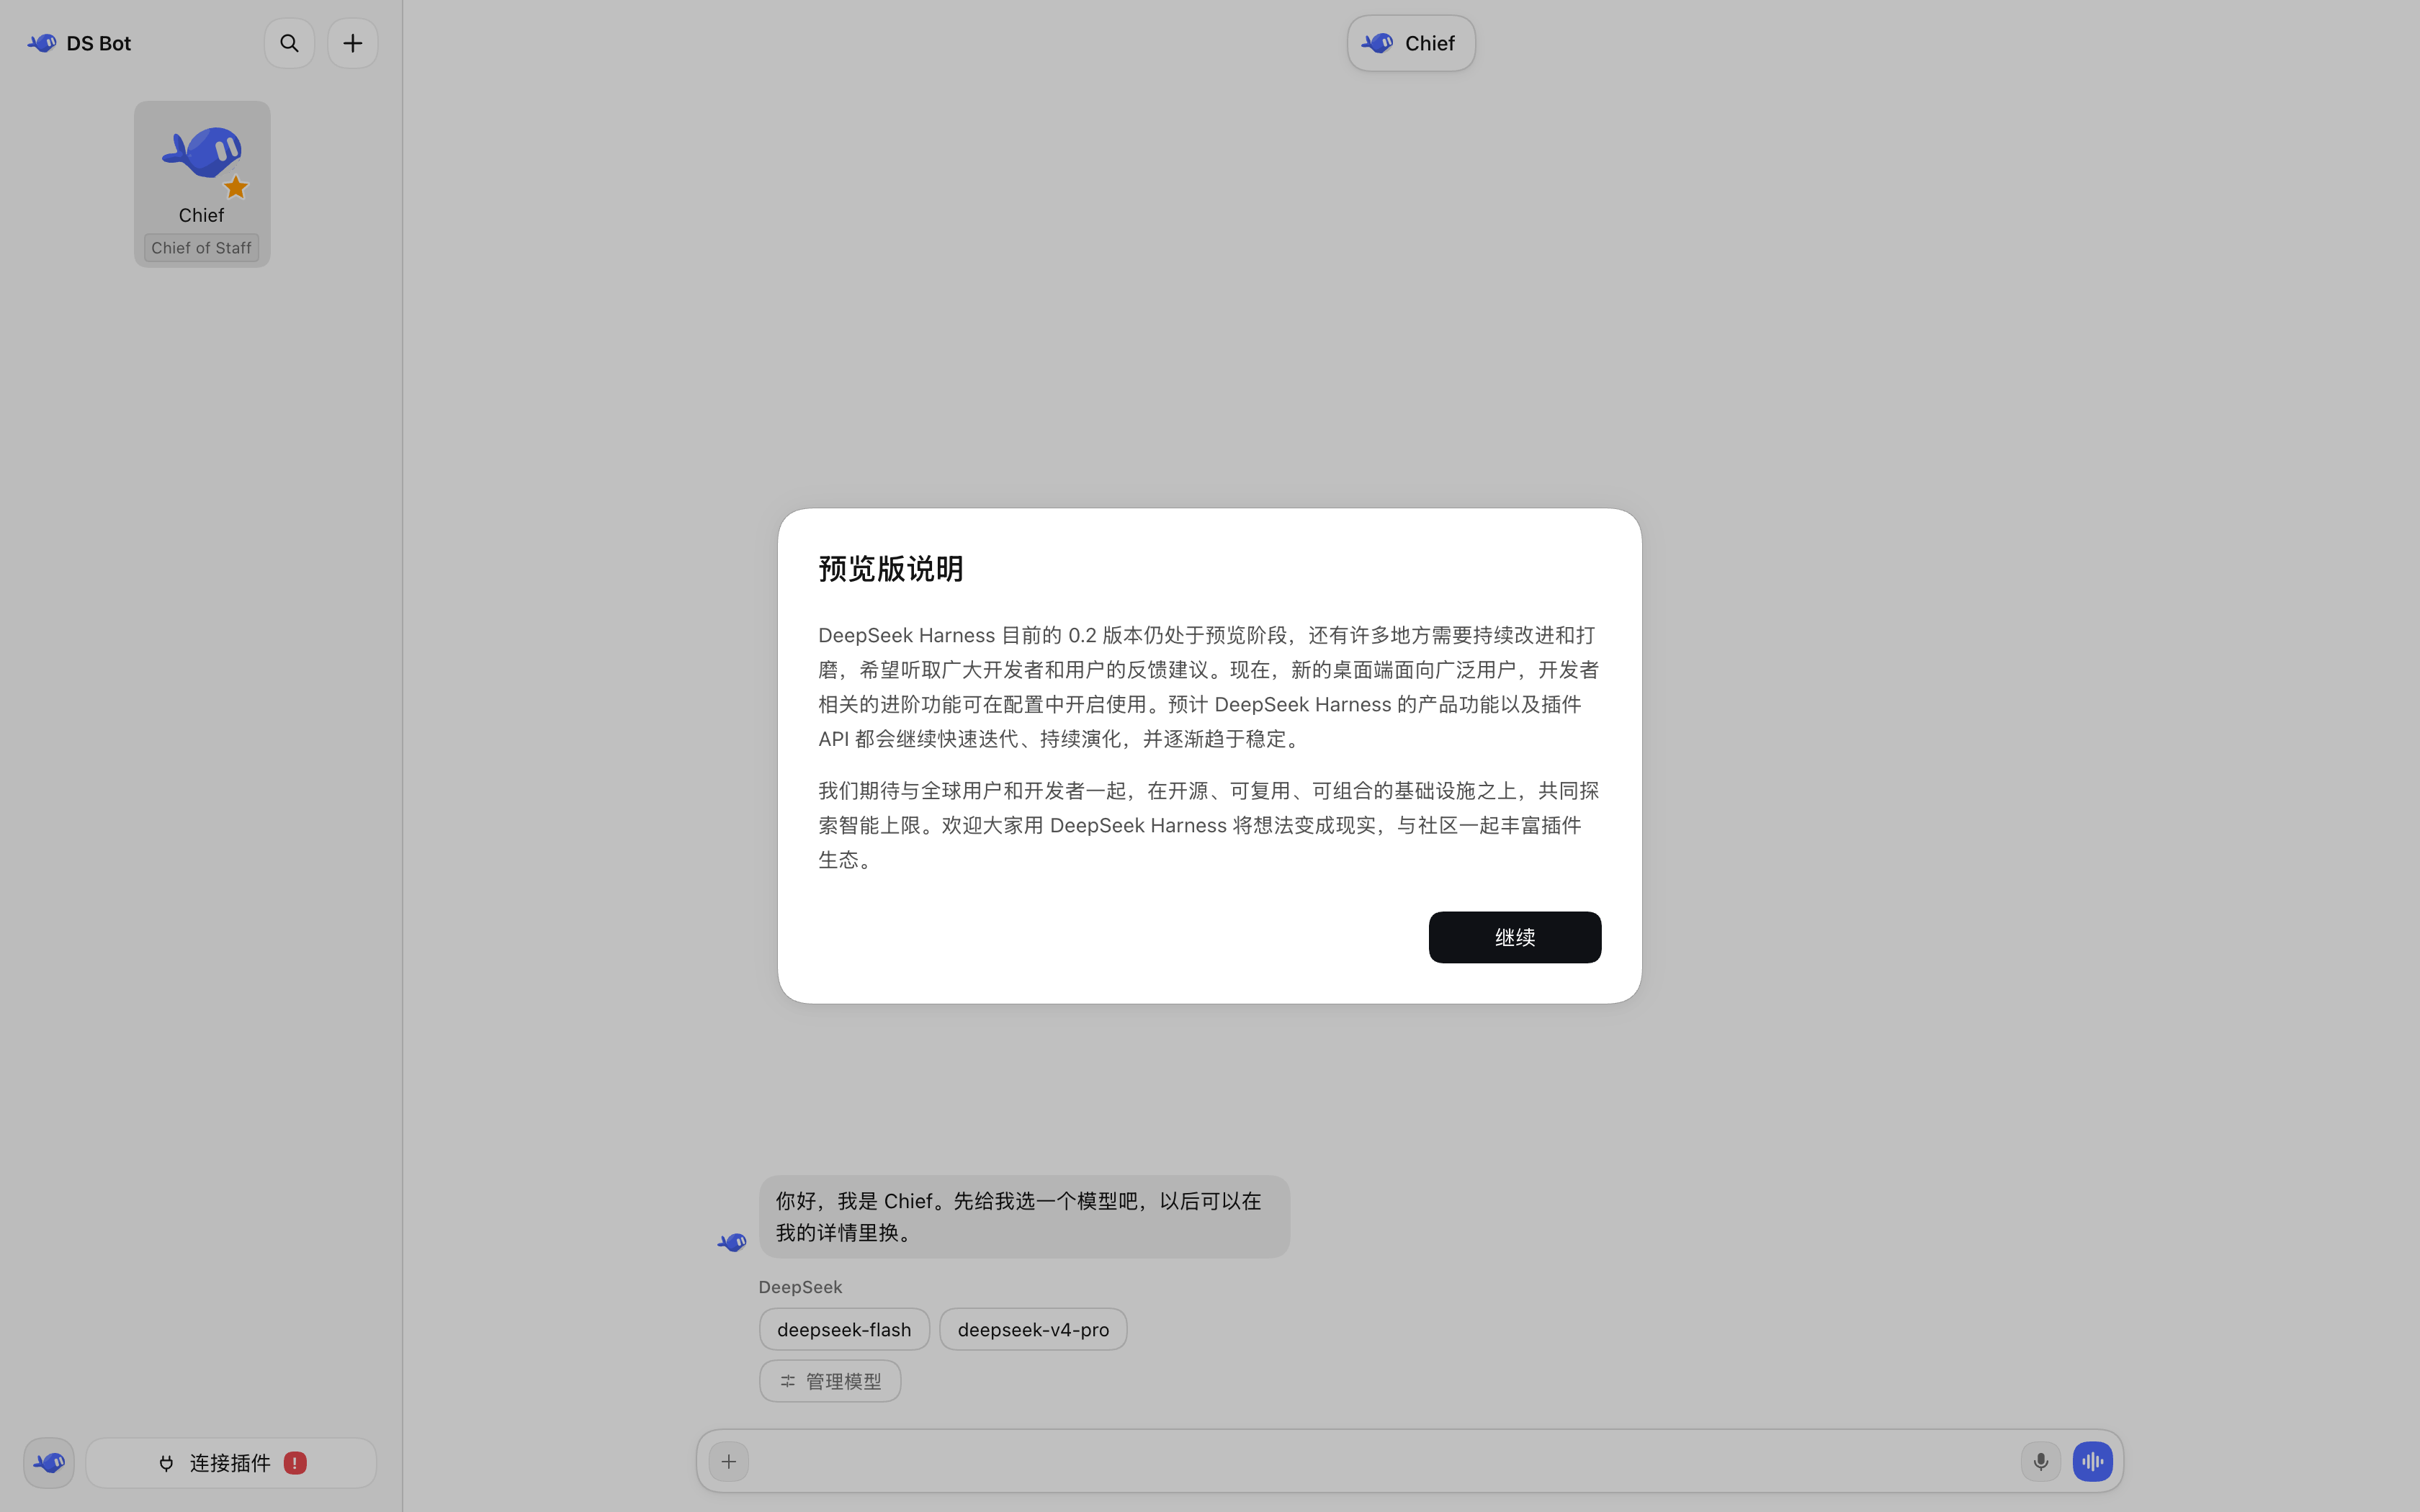 DS Bot
Chief
Chief of Staff
Chief
预览版说明
DeepSeek Harness 目前的 0.2 版本仍处于预览阶段，还有许多地方需要持续改进和打
磨，希望听取广大开发者和用户的反馈建议。现在，新的桌面端面向广泛用户，开发者
相关的进阶功能可在配置中开启使用。预计 DeepSeek Harness 的产品功能以及插件
API 都会继续快速迭代、持续演化，并逐渐趋于稳定。
我们期待与全球用户和开发者一起，在开源、可复用、可组合的基础设施之上，共同探
索智能上限。欢迎大家用 DeepSeek Harness 将想法变成现实，与社区一起丰富插件
生态。
继续
你好，我是 Chief。先给我选一个模型吧，以后可以在
我的详情里换。
DeepSeek
deepseek-flash
deepseek-v4-pro
管理模型
连接插件
!